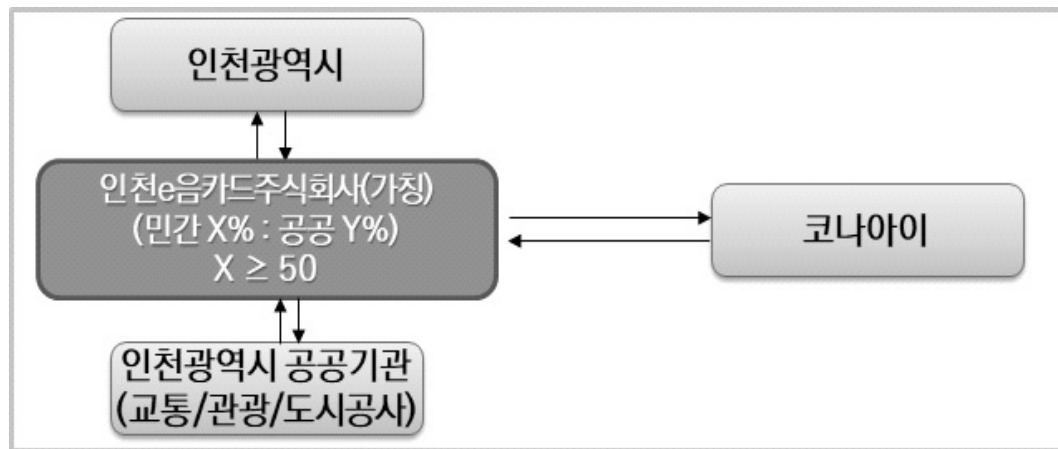 인천광역시
인천e음카드주식회사(가칭)
(민간 X% : 공공 Y%)
X ≥ 50
코나아이
인천광역시 공공기관
(교통/관광/도시공사)